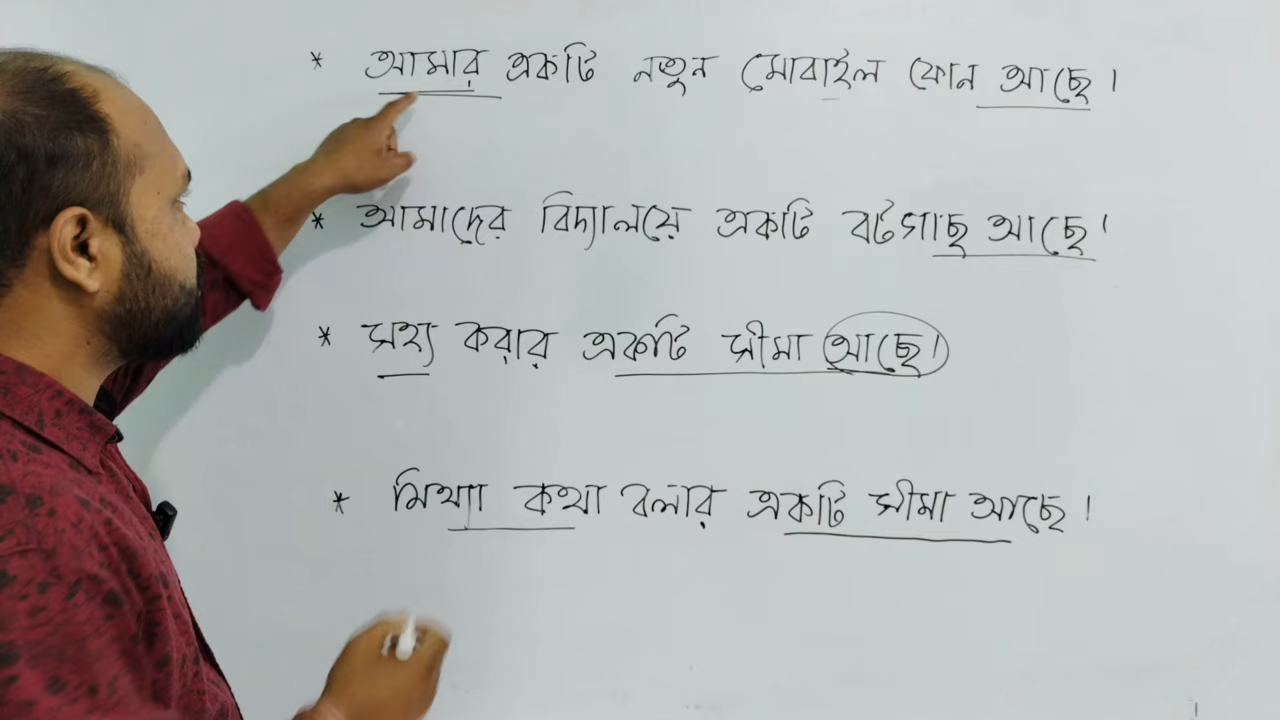 * আমার একটি নতুন মোবাইল ফোন আছে।
* আমাদের বিদ্যালয়ে একটি বটগাছ আছে।
* সহ্য করার একটি সীমা আছে।
* মিথ্যা কথা বলার একটি সীমা আছে।